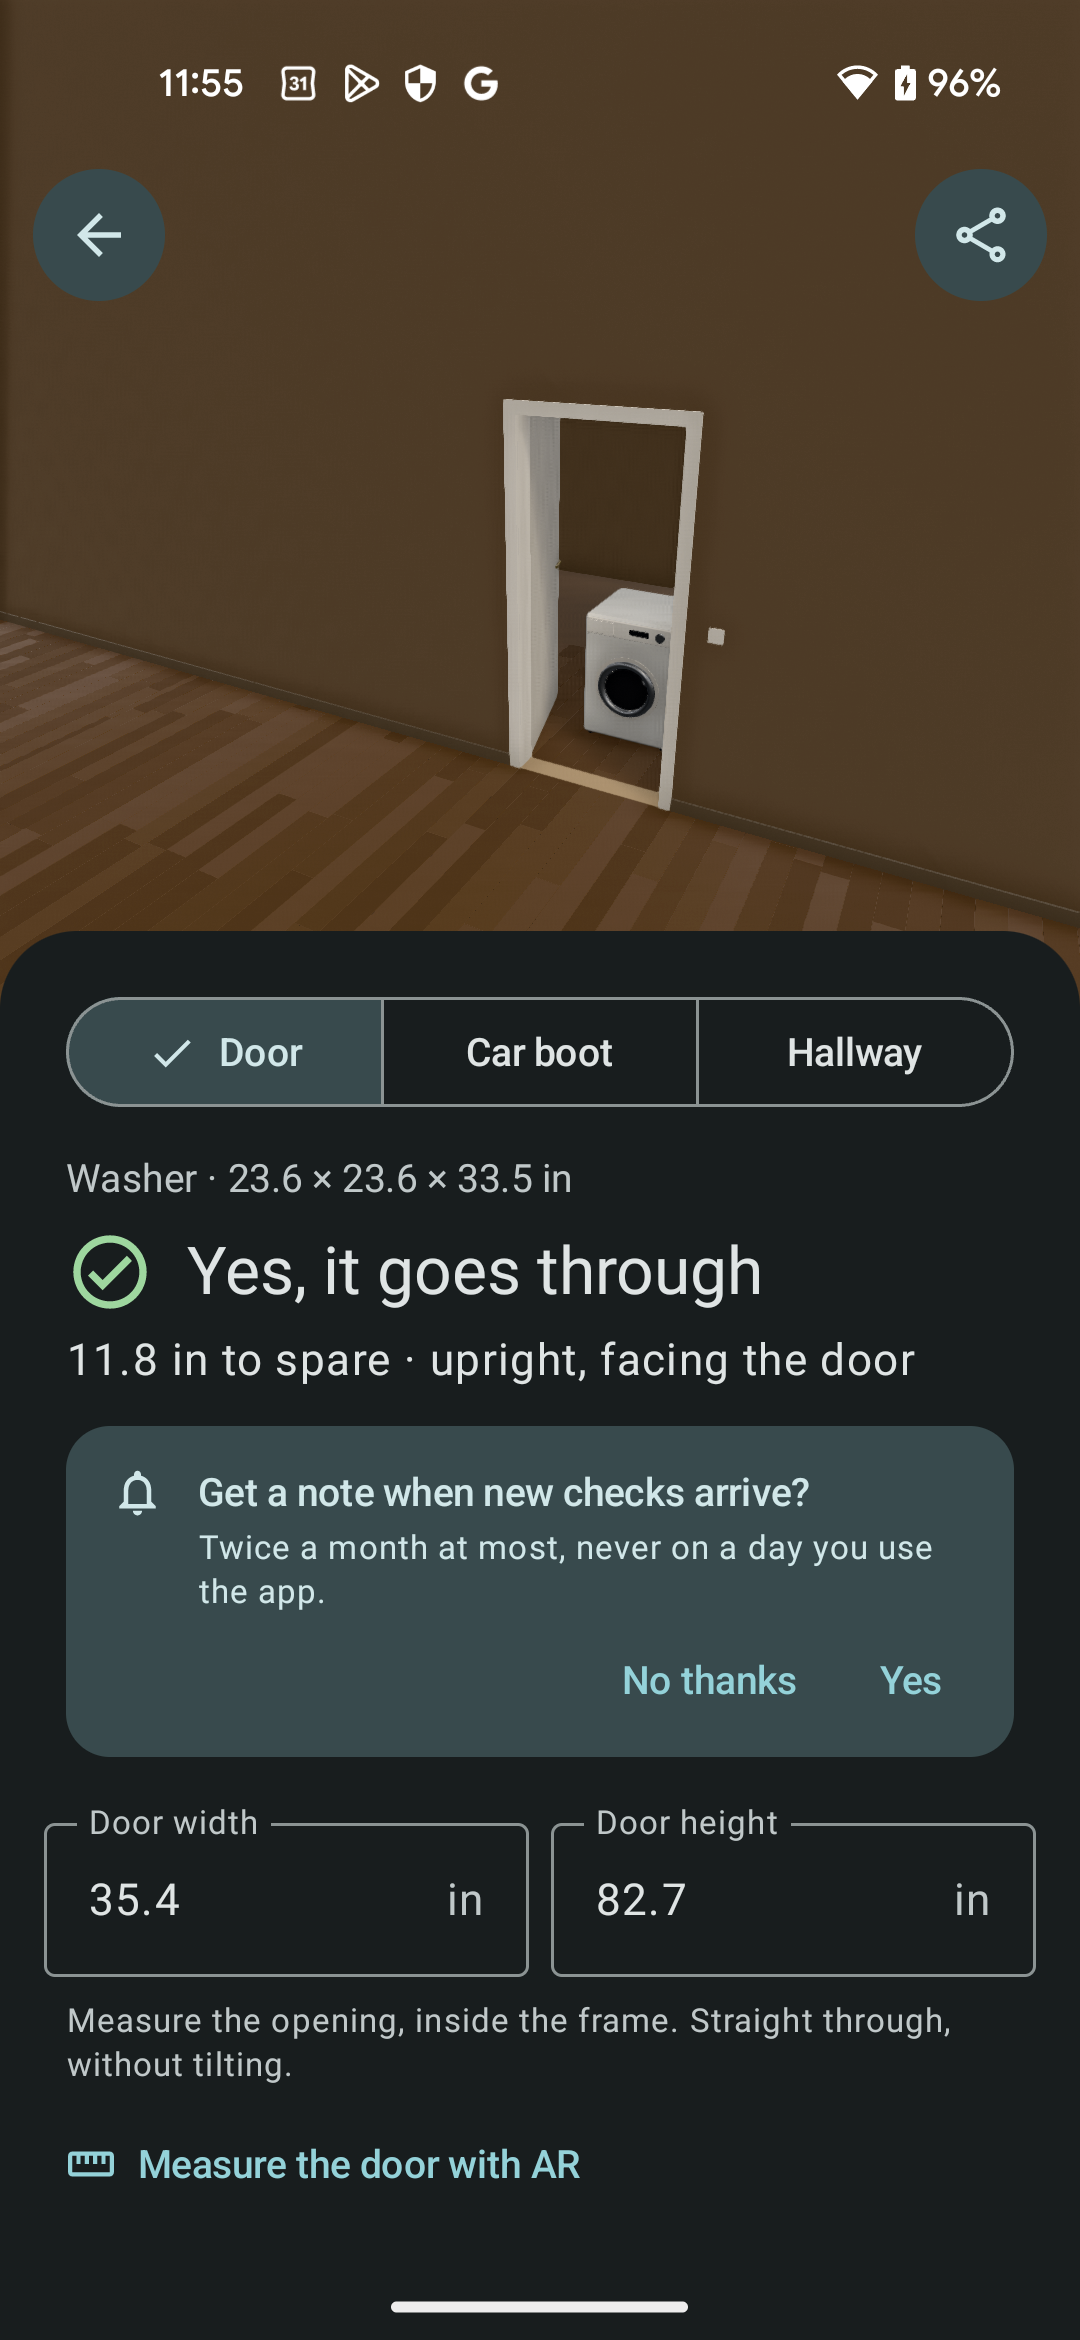 11:55
31
G
96%
Door
Car boot
Hallway
Washer · 23.6 × 23.6 × 33.5 in
Yes, it goes through
11.8 in to spare · upright, facing the door
Get a note when new checks arrive?
Twice a month at most, never on a day you use
the app.
No thanks
Yes
Door width
Door height
35.4 in
82.7 in
Measure the opening, inside the frame. Straight through,
without tilting.
Measure the door with AR